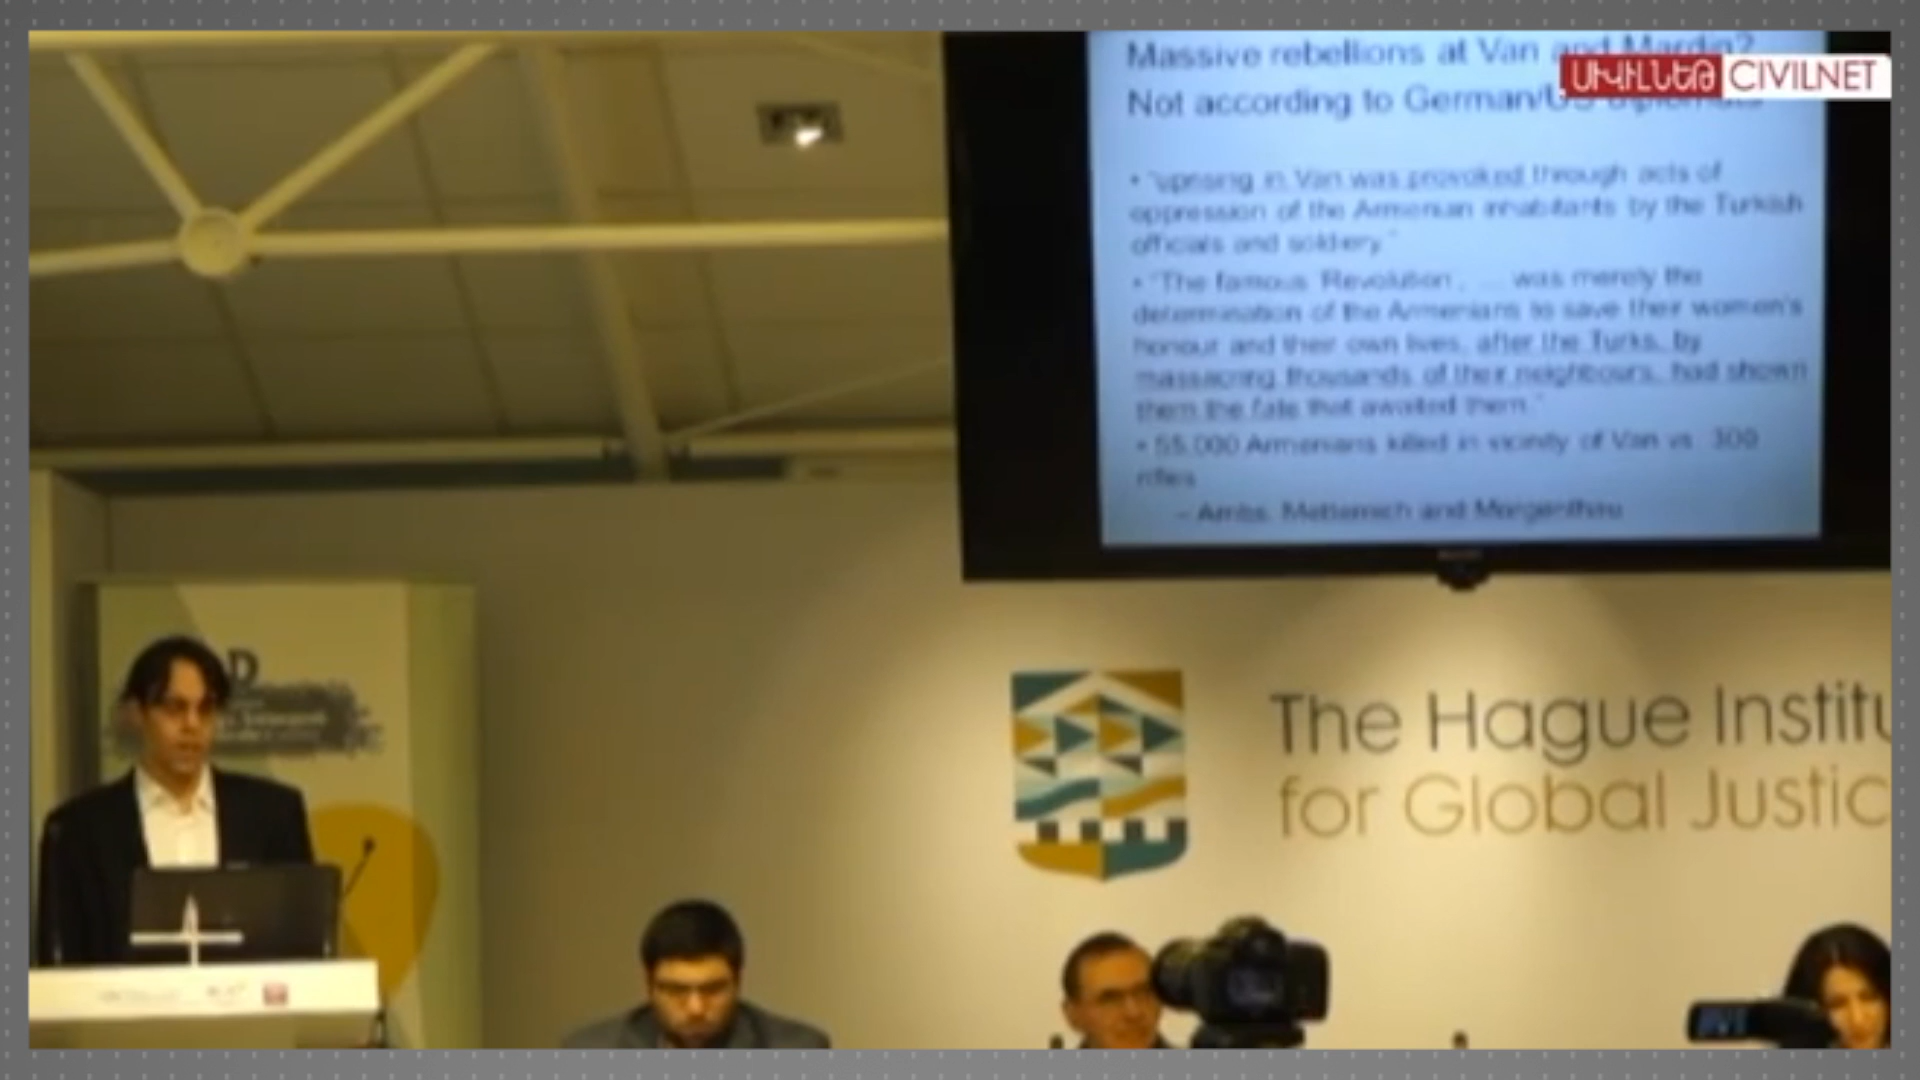 Massive rebellions at Van and Mardin?
ՍԻՎԻԼՆԵԹ CIVILNET
Not according to German/US diplomats
• "uprising in Van was provoked through acts of
oppression of the Armenian inhabitants by the Turkish
officials and soldiery."
• "The famous 'Revolution', ... was merely the
determination of the Armenians to save their women's
honour and their own lives, after the Turks, by
massacring thousands of their neighbours, had shown
them the fate that awaited them."
• 55,000 Armenians killed in vicinity of Van vs. 300
rifles
– Ambs. Metternich and Morgenthau
The Hague Institu
for Global Justic
D